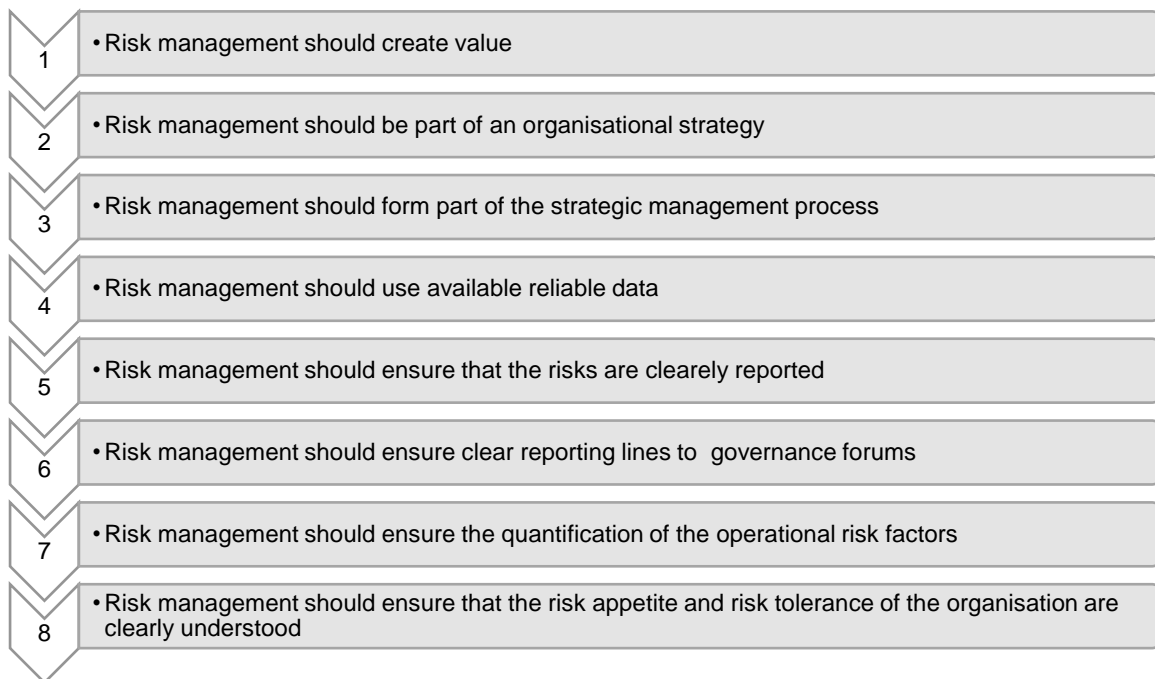 1
• Risk management should create value
2
• Risk management should be part of an organisational strategy
3
• Risk management should form part of the strategic management process
4
• Risk management should use available reliable data
5
• Risk management should ensure that the risks are clearely reported
6
• Risk management should ensure clear reporting lines to  governance forums
7
• Risk management should ensure the quantification of the operational risk factors
8
• Risk management should ensure that the risk appetite and risk tolerance of the organisation are
clearly understood